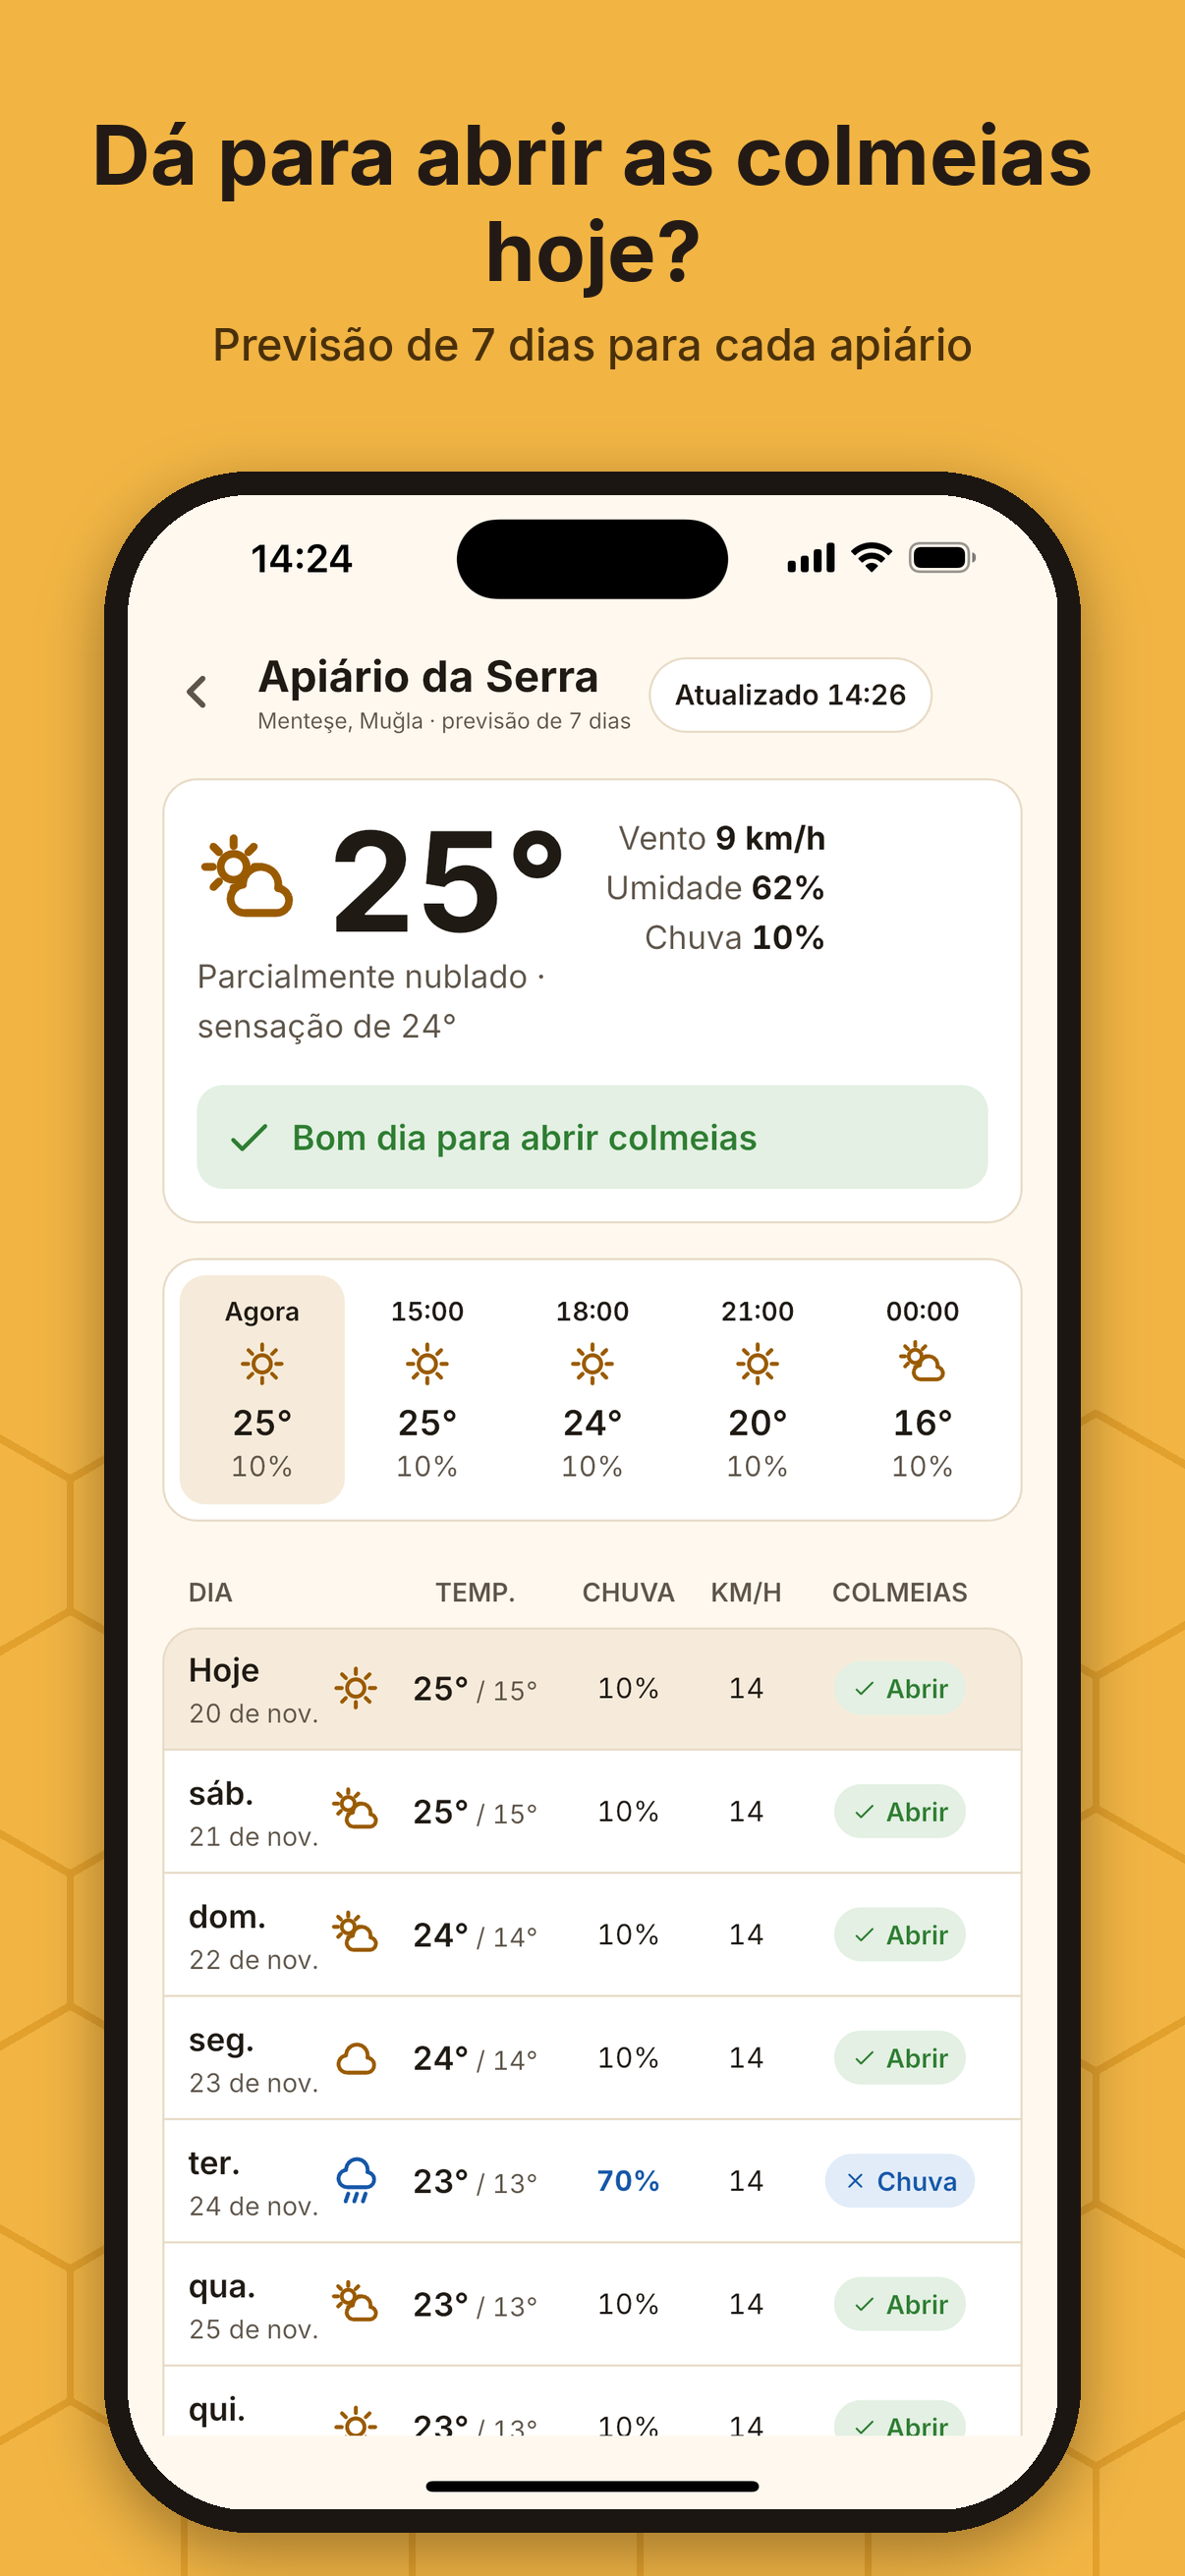 Dá para abrir as colmeias
hoje?
Previsão de 7 dias para cada apiário
14:24
Apiário da Serra
Menteşe, Muğla · previsão de 7 dias
Atualizado 14:26
25°
Vento 9 km/h
Umidade 62%
Chuva 10%
Parcialmente nublado ·
sensação de 24°
Bom dia para abrir colmeias
Agora 15:00 18:00 21:00 00:00
25° 25° 24° 20° 16°
10% 10% 10% 10% 10%
DIA TEMP. CHUVA KM/H COLMEIAS
Hoje
20 de nov.
25° / 15° 10% 14 Abrir
sáb.
21 de nov.
25° / 15° 10% 14 Abrir
dom.
22 de nov.
24° / 14° 10% 14 Abrir
seg.
23 de nov.
24° / 14° 10% 14 Abrir
ter.
24 de nov.
23° / 13° 70% 14 Chuva
qua.
25 de nov.
23° / 13° 10% 14 Abrir
qui.
23° / 13° 10% 14 Abrir